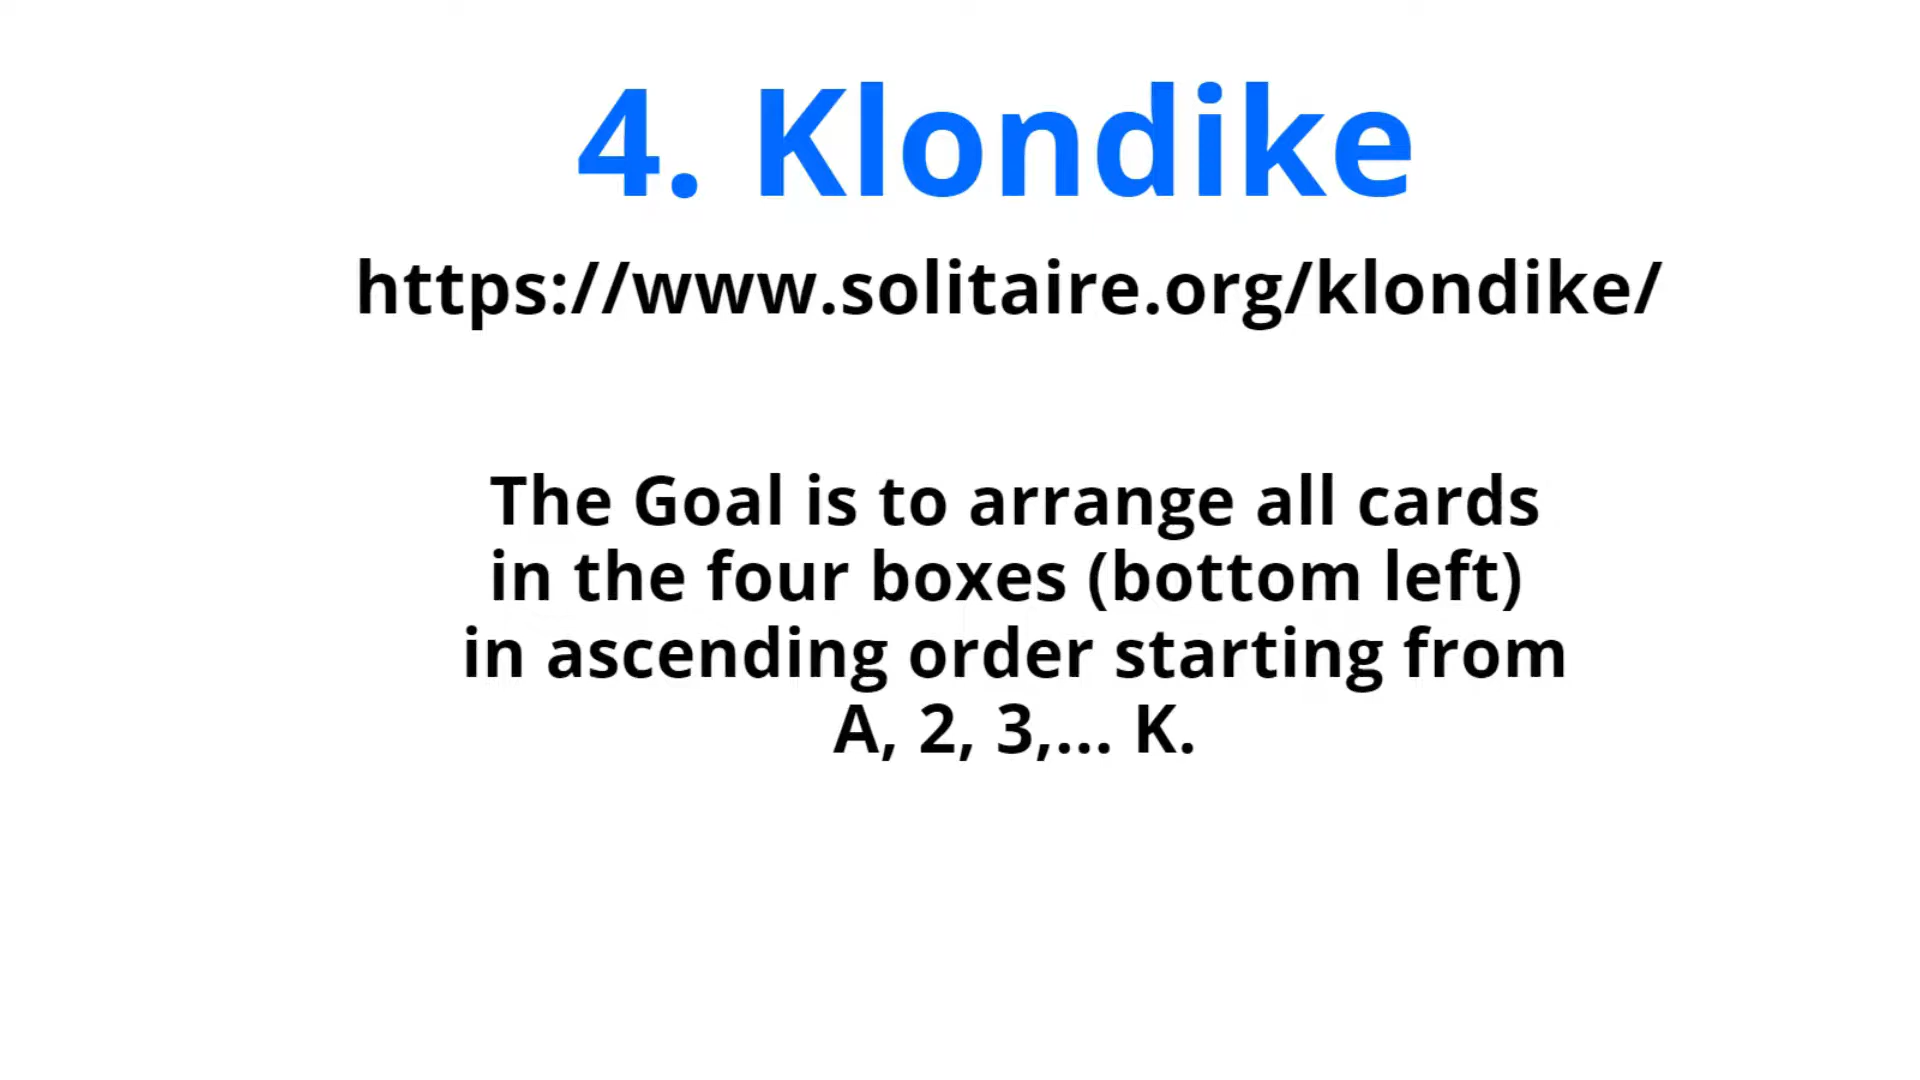 4. Klondike
https://www.solitaire.org/klondike/
The Goal is to arrange all cards
in the four boxes (bottom left)
in ascending order starting from
A, 2, 3,... K.